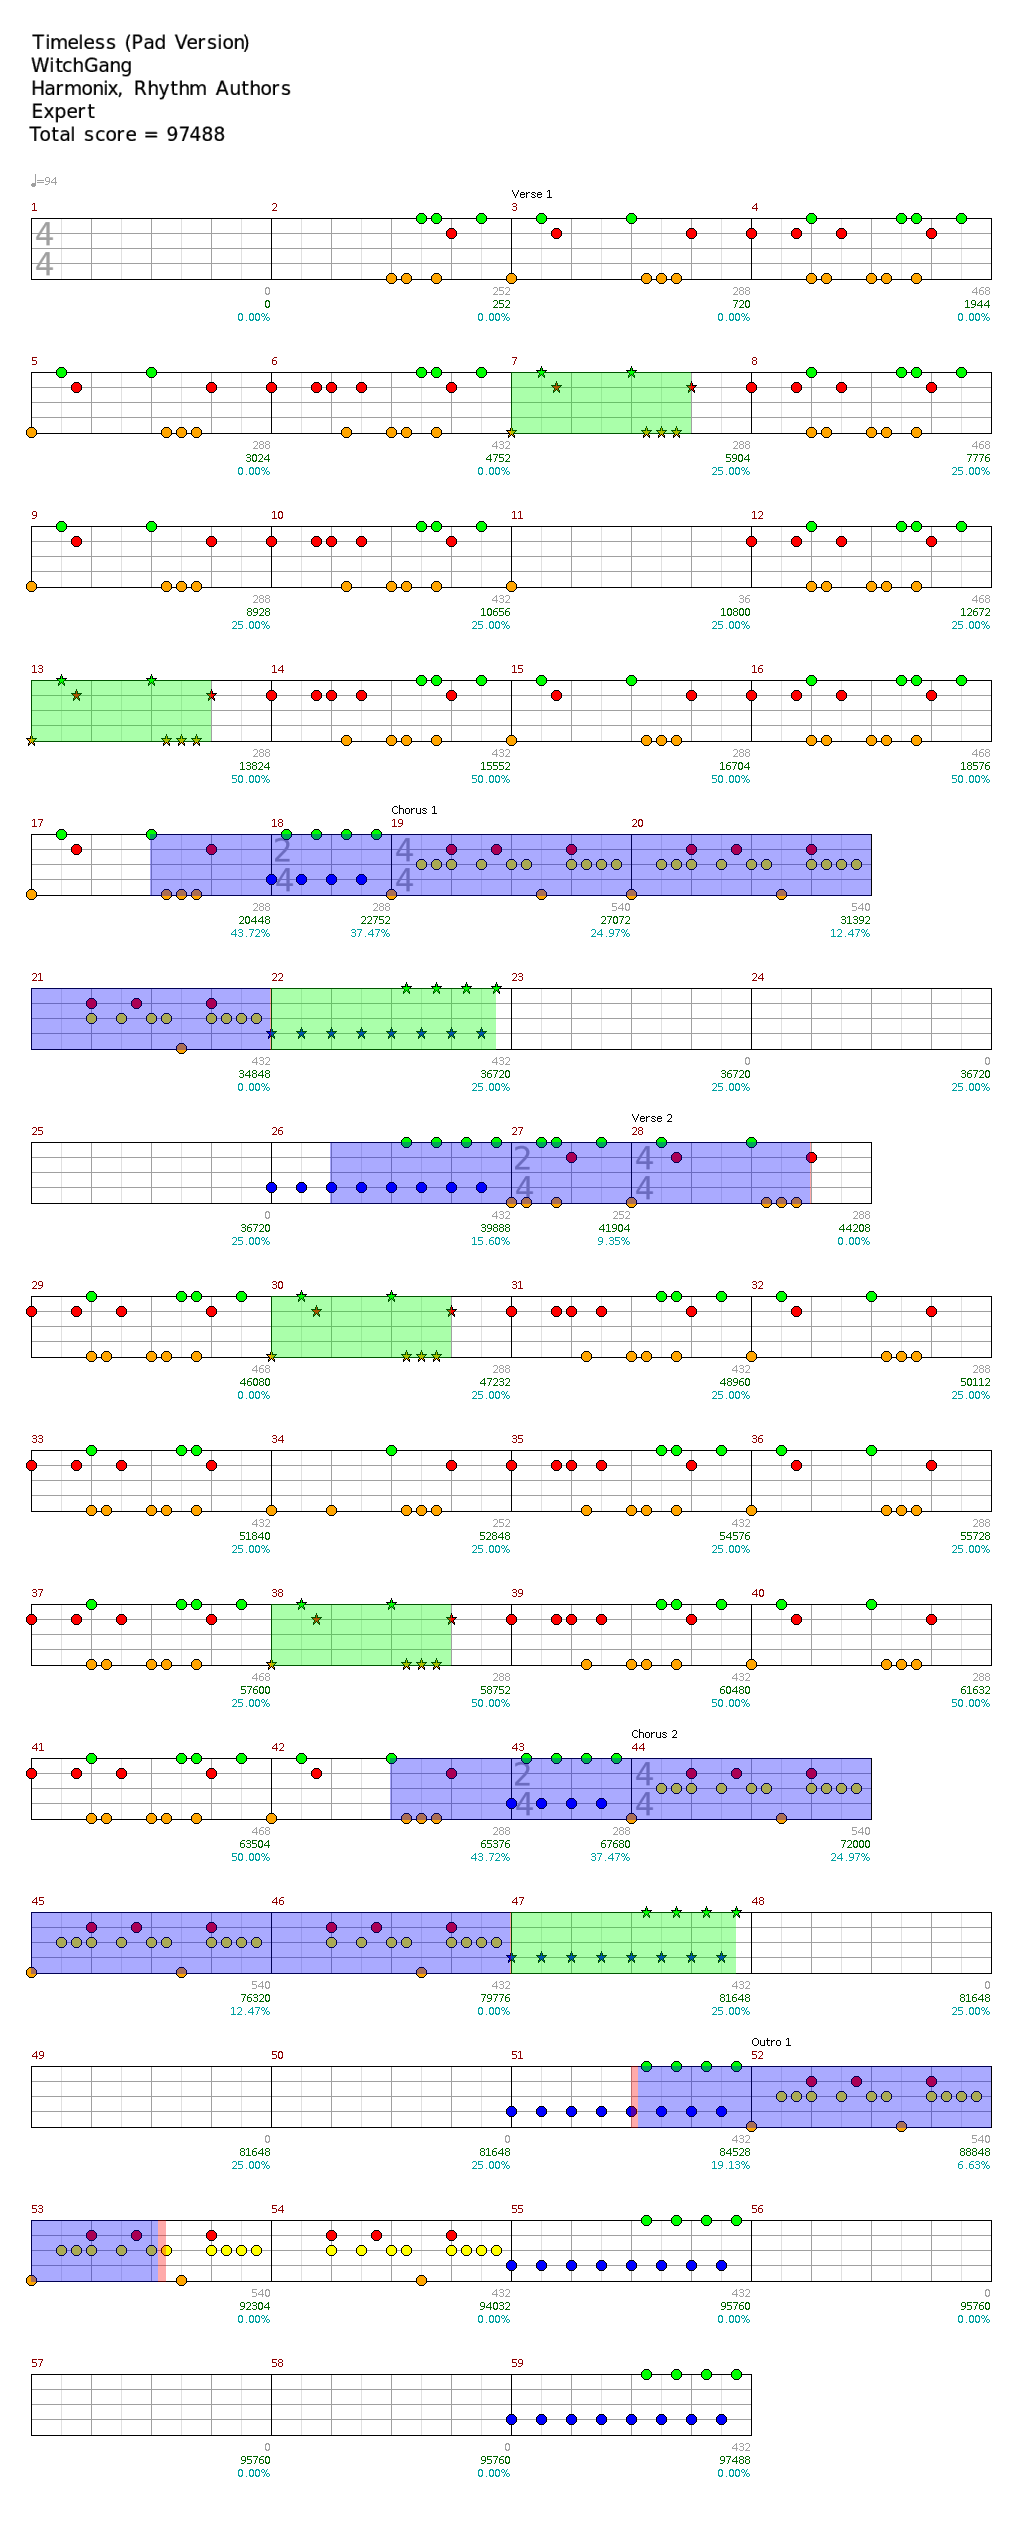 Timeless (Pad Version)
WitchGang
Harmonix, Rhythm Authors
Expert
Total score = 97488
♩=94
Verse 1
1 2 3 4
4
4
0 252 288 468
0 252 720 1944
0.00% 0.00% 0.00% 0.00%
5 6 7 8
288 432 288 468
3024 4752 5904 7776
0.00% 0.00% 25.00% 25.00%
9 10 11 12
288 432 36 468
8928 10656 10800 12672
25.00% 25.00% 25.00% 25.00%
13 14 15 16
288 432 288 468
13824 15552 16704 18576
50.00% 50.00% 50.00% 50.00%
Chorus 1
17 18 19 20
2 4
4 4
288 288 540 540
20448 22752 27072 31392
43.72% 37.47% 24.97% 12.47%
21 22 23 24
432 432 0 0
34848 36720 36720 36720
0.00% 25.00% 25.00% 25.00%
Verse 2
25 26 27 28
2 4
4 4
0 432 252 288
36720 39888 41904 44208
25.00% 15.60% 9.35% 0.00%
29 30 31 32
468 288 432 288
46080 47232 48960 50112
0.00% 25.00% 25.00% 25.00%
33 34 35 36
432 252 432 288
51840 52848 54576 55728
25.00% 25.00% 25.00% 25.00%
37 38 39 40
468 288 432 288
57600 58752 60480 61632
25.00% 50.00% 50.00% 50.00%
Chorus 2
41 42 43 44
2 4
4 4
468 288 288 540
63504 65376 67680 72000
50.00% 43.72% 37.47% 24.97%
45 46 47 48
540 432 432 0
76320 79776 81648 81648
12.47% 0.00% 25.00% 25.00%
Outro 1
49 50 51 52
0 0 432 540
81648 81648 84528 88848
25.00% 25.00% 19.13% 6.63%
53 54 55 56
540 432 432 0
92304 94032 95760 95760
0.00% 0.00% 0.00% 0.00%
57 58 59
0 0 432
95760 95760 97488
0.00% 0.00% 0.00%